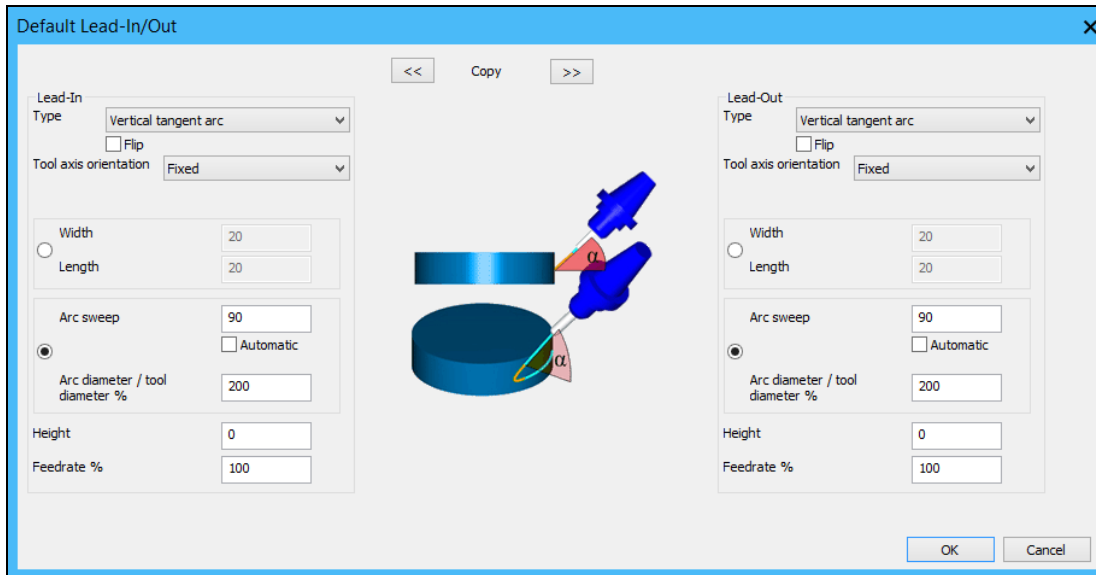 Default Lead-In/Out
<< Copy >>
Lead-In
Type Vertical tangent arc
Flip
Tool axis orientation Fixed
Width 20
Length 20
Arc sweep 90
Automatic
Arc diameter / tool
diameter % 200
Height 0
Feedrate % 100
α
α
Lead-Out
Type Vertical tangent arc
Flip
Tool axis orientation Fixed
Width 20
Length 20
Arc sweep 90
Automatic
Arc diameter / tool
diameter % 200
Height 0
Feedrate % 100
OK Cancel